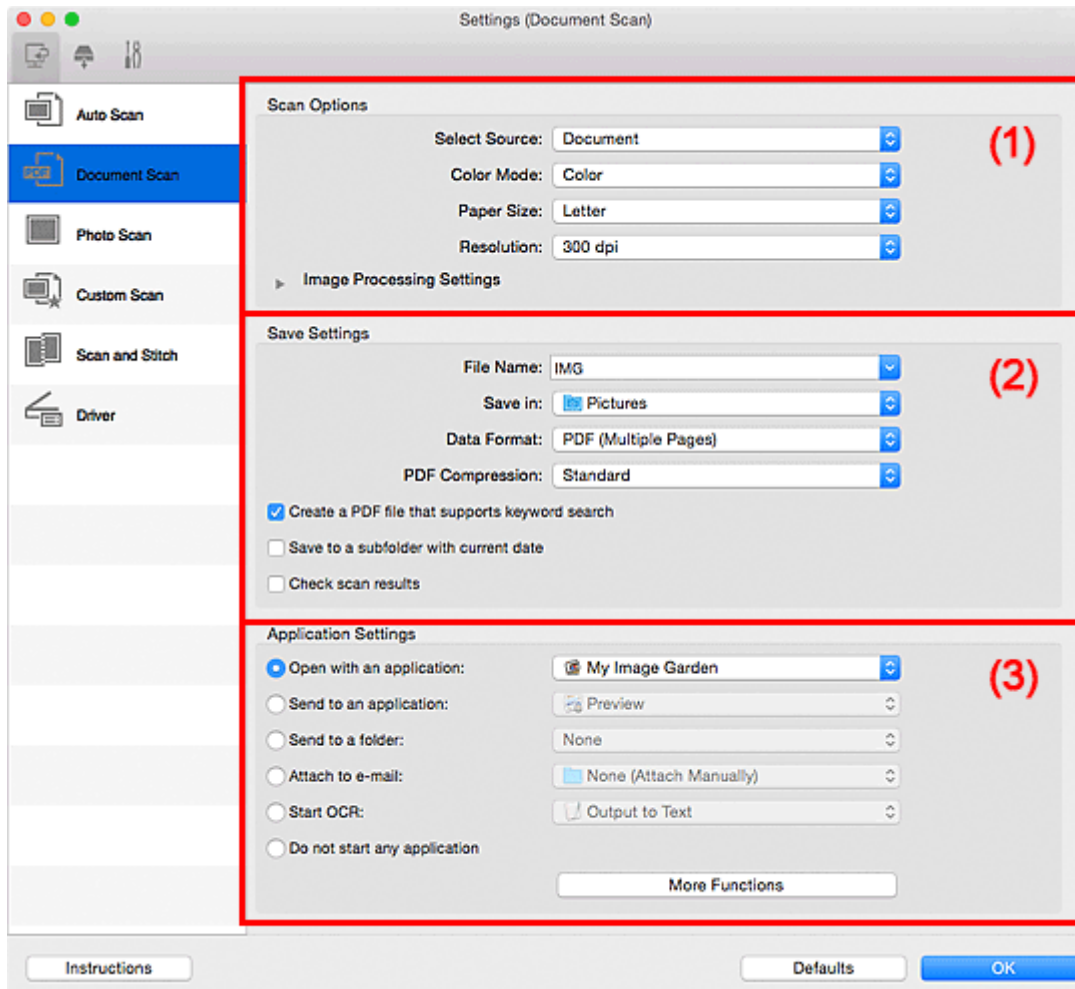 Settings (Document Scan)
Auto Scan
PDF Document Scan
Photo Scan
Custom Scan
Scan and Stitch
Driver
Scan Options
(1)
Select Source: Document
Color Mode: Color
Paper Size: Letter
Resolution: 300 dpi
Image Processing Settings
Save Settings
(2)
File Name: IMG
Save in: Pictures
Data Format: PDF (Multiple Pages)
PDF Compression: Standard
Create a PDF file that supports keyword search
Save to a subfolder with current date
Check scan results
Application Settings
(3)
Open with an application: My Image Garden
Send to an application: Preview
Send to a folder: None
Attach to e-mail: None (Attach Manually)
Start OCR: Output to Text
Do not start any application
More Functions
Instructions
Defaults
OK